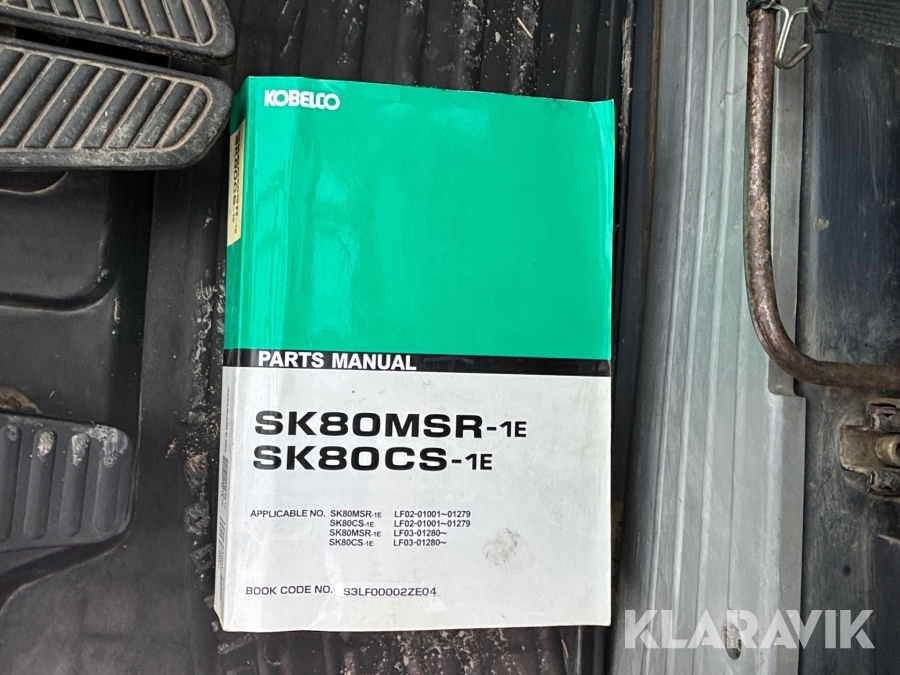 KOBELCO
PARTS MANUAL
SK80MSR-1E
SK80CS-1E
APPLICABLE NO. SK80MSR-1E LF02-01001~01279
SK80CS-1E LF02-01001~01279
SK80MSR-1E LF03-01280~
SK80CS-1E LF03-01280~
BOOK CODE NO. S3LF00002ZE04
KLARAVIK